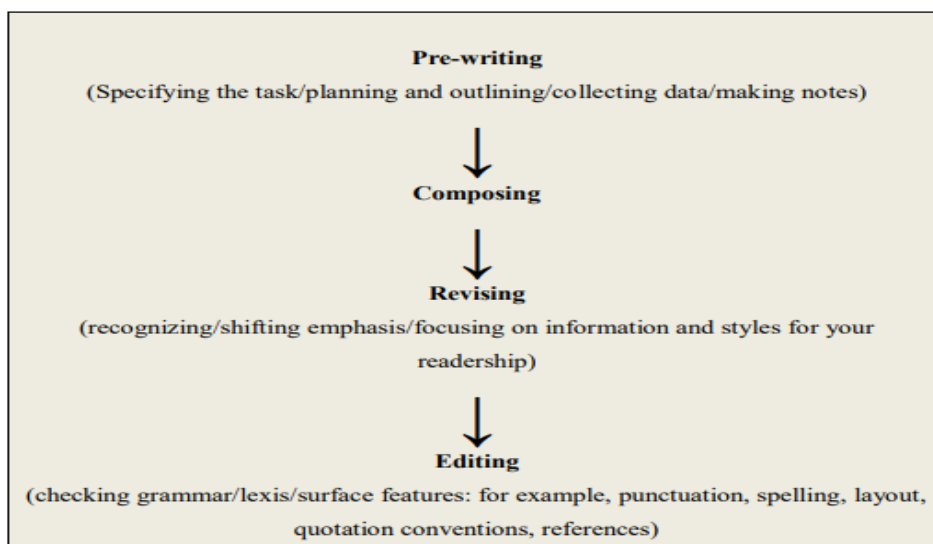 Pre-writing
(Specifying the task/planning and outlining/collecting data/making notes)
Composing
Revising
(recognizing/shifting emphasis/focusing on information and styles for your
readership)
Editing
(checking grammar/lexis/surface features: for example, punctuation, spelling, layout,
quotation conventions, references)